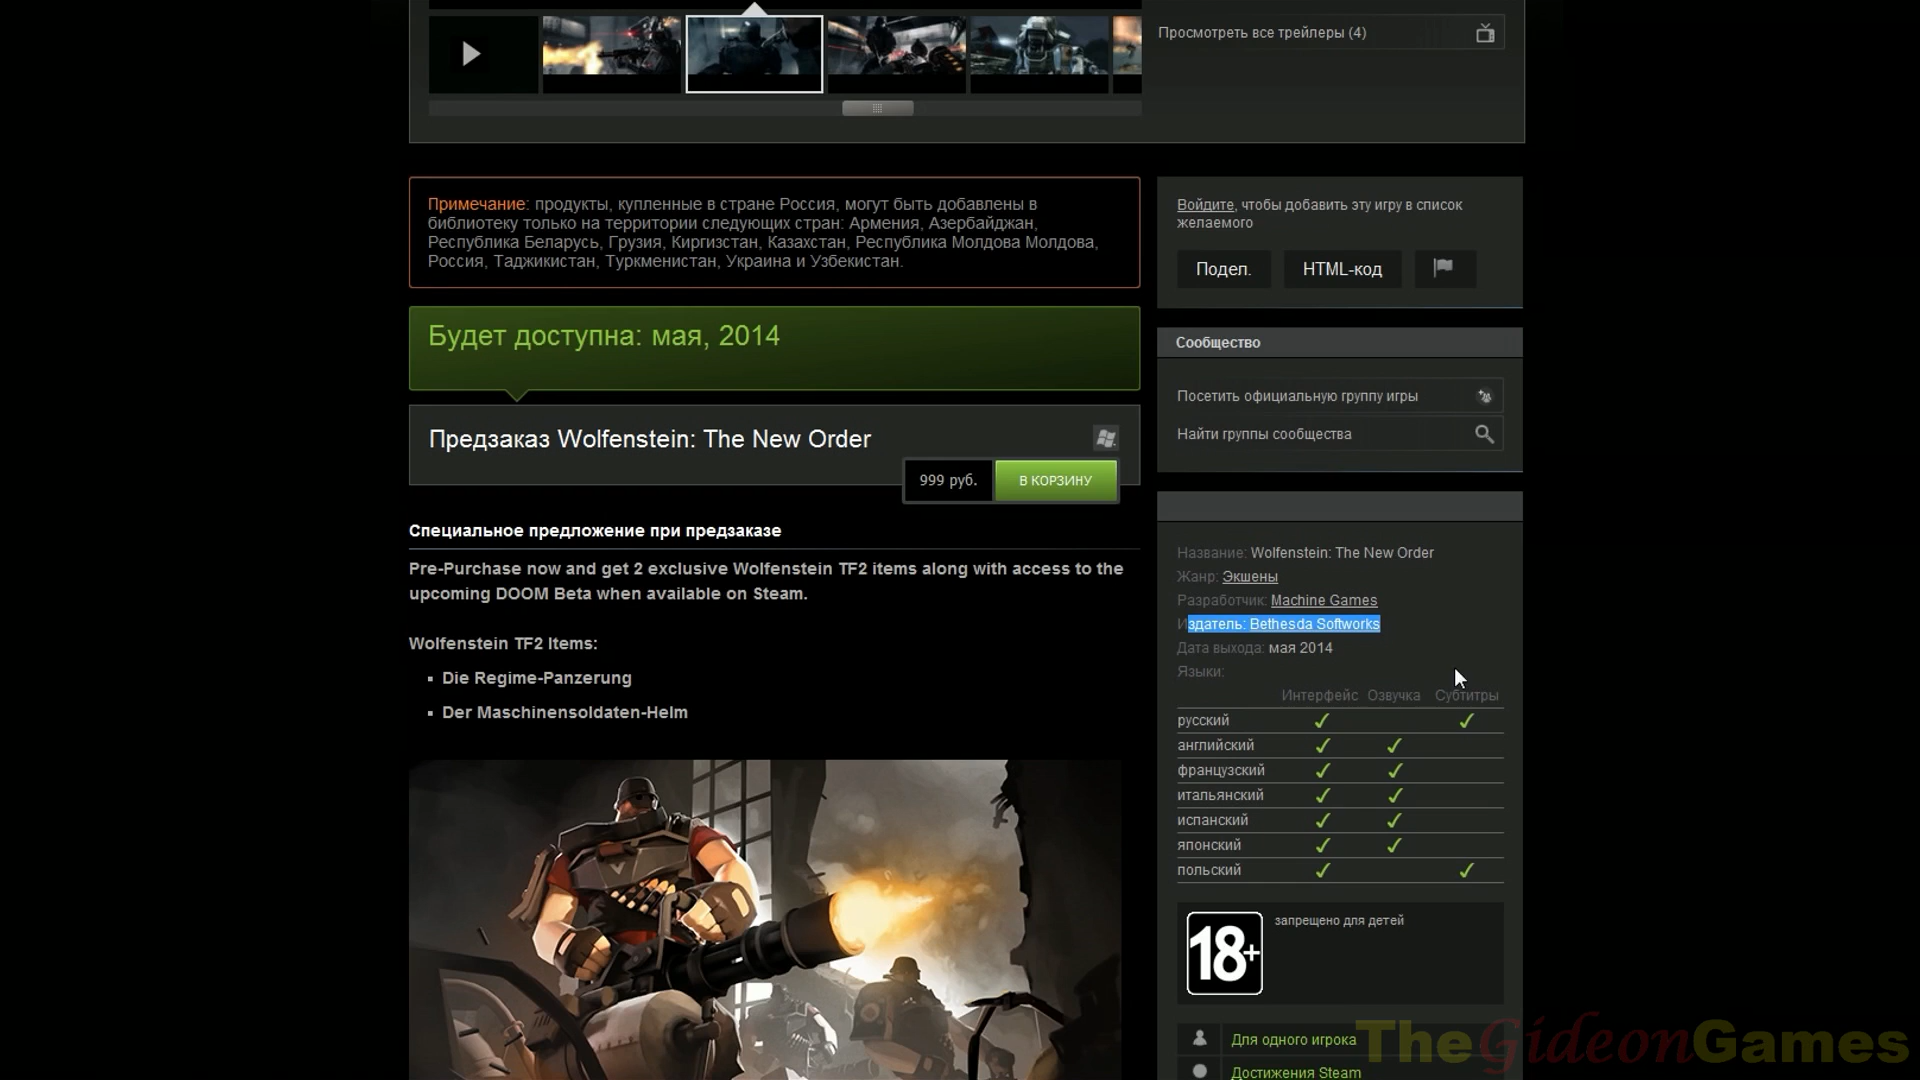 Просмотреть все трейлеры (4)
Примечание: продукты, купленные в стране Россия, могут быть добавлены в
библиотеку только на территории следующих стран: Армения, Азербайджан,
Республика Беларусь, Грузия, Киргизстан, Казахстан, Республика Молдова Молдова,
Россия, Таджикистан, Туркменистан, Украина и Узбекистан.
Будет доступна: мая, 2014
Предзаказ Wolfenstein: The New Order
999 руб.
В КОРЗИНУ
Специальное предложение при предзаказе
Pre-Purchase now and get 2 exclusive Wolfenstein TF2 items along with access to the
upcoming DOOM Beta when available on Steam.
Wolfenstein TF2 Items:
Die Regime-Panzerung
Der Maschinensoldaten-Helm
Войдите, чтобы добавить эту игру в список
желаемого
Подел.
HTML-код
Сообщество
Посетить официальную группу игры
Найти группы сообщества
Название: Wolfenstein: The New Order
Жанр: Экшены
Разработчик: Machine Games
Издатель: Bethesda Softworks
Дата выхода: мая 2014
Языки:
Интерфейс Озвучка Субтитры
русский
английский
французский
итальянский
испанский
японский
польский
18+
запрещено для детей
Для одного игрока
Достижения Steam
TheGideonGames